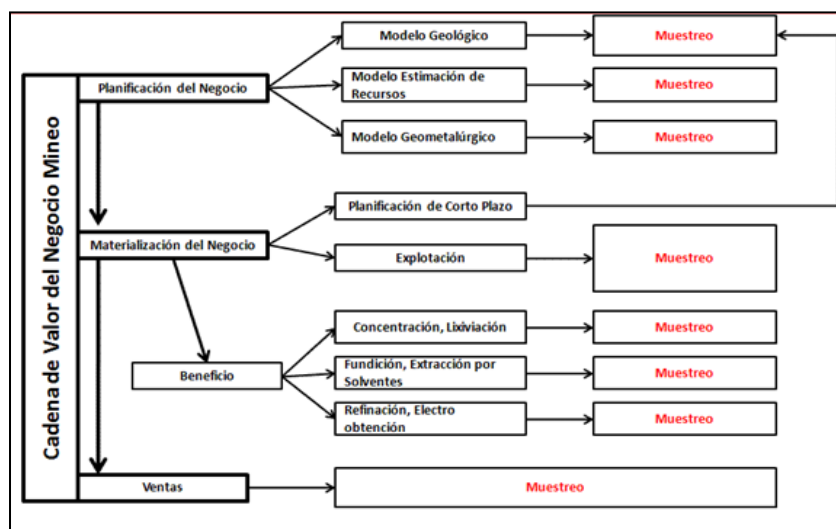 Cadena de Valor del Negocio Mineo
Modelo Geológico
Muestreo
Planificación del Negocio
Modelo Estimación de
Recursos
Muestreo
Modelo Geometalúrgico
Muestreo
Planificación de Corto Plazo
Materialización del Negocio
Explotación
Muestreo
Concentración, Lixiviación
Muestreo
Beneficio
Fundición, Extracción por
Solventes
Muestreo
Refinación, Electro
obtención
Muestreo
Ventas
Muestreo